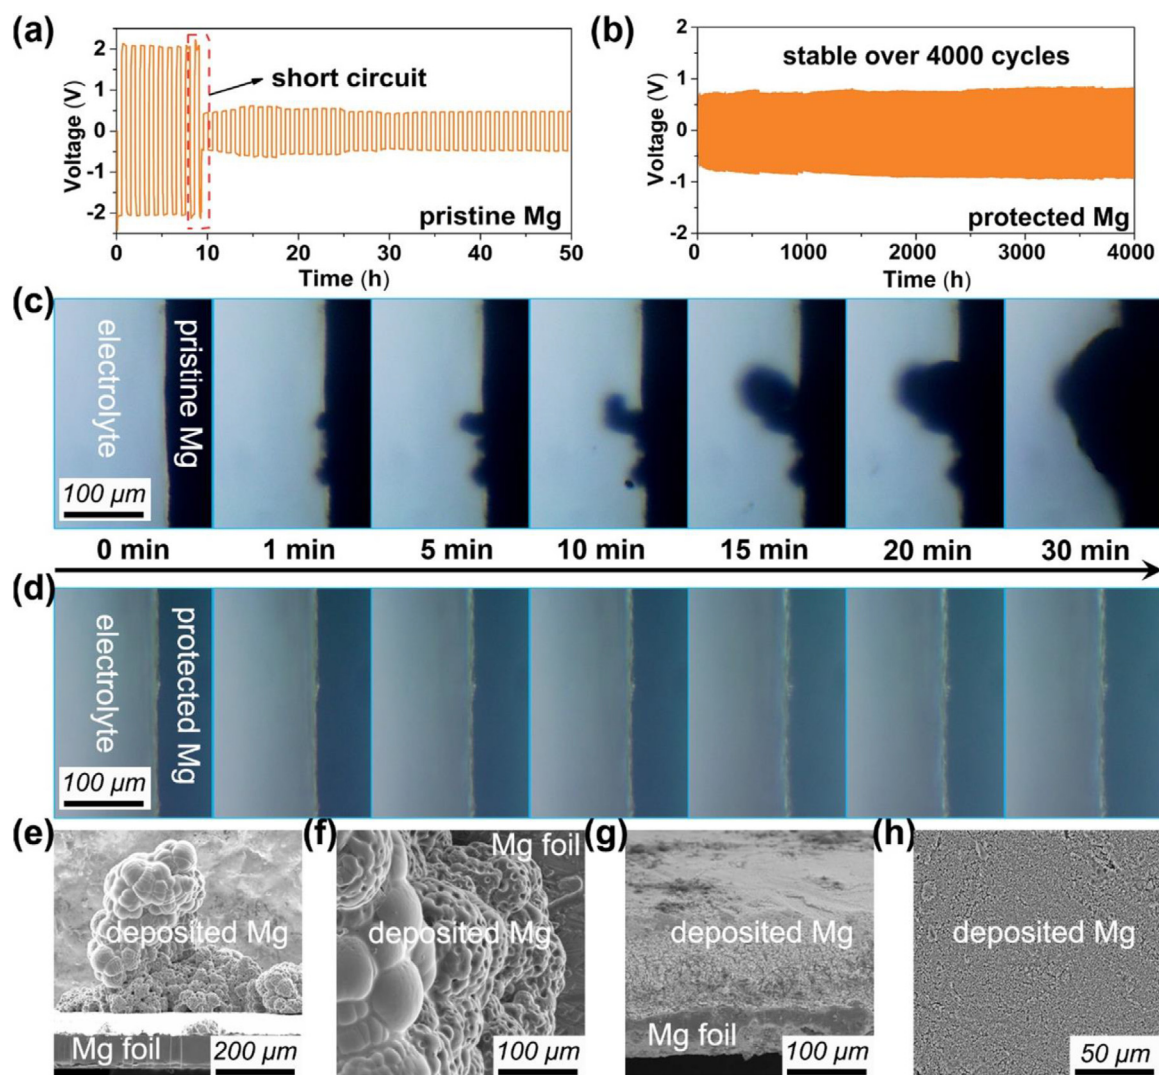 (a)
2
1
0
-1
-2
Voltage (V)
short circuit
pristine Mg
0 10 20 30 40 50
Time (h)
(b)
2
1
0
-1
-2
Voltage (V)
stable over 4000 cycles
protected Mg
0 1000 2000 3000 4000
Time (h)
(c)
electrolyte
pristine Mg
100 μm
0 min 1 min 5 min 10 min 15 min 20 min 30 min
(d)
electrolyte
protected Mg
100 μm
(e)
deposited Mg
Mg foil
200 μm
(f)
Mg foil
deposited Mg
100 μm
(g)
deposited Mg
Mg foil
100 μm
(h)
deposited Mg
50 μm